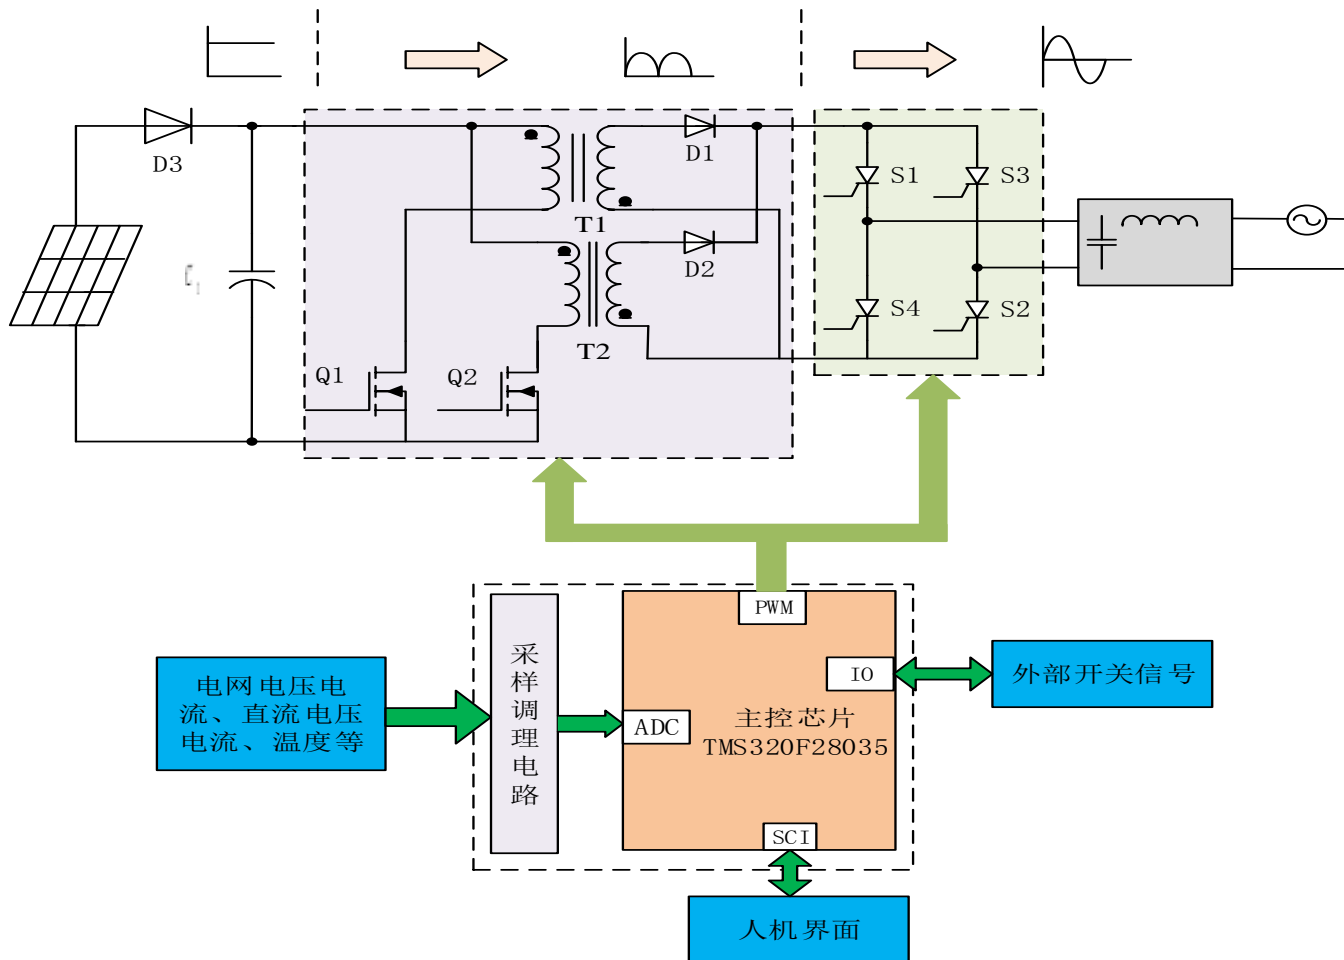 D3
D1
T1
D2
T2
Q1
Q2
S1
S3
S4
S2
PWM
采样调理电路
电网电压电
流、直流电压
电流、温度等
ADC
IO
主控芯片
TMS320F28035
外部开关信号
SCI
人机界面